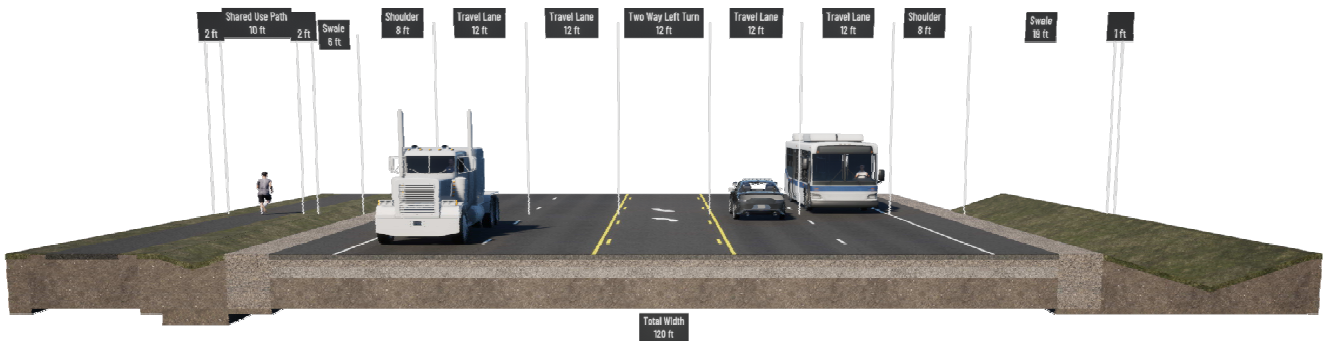 2 ft
Shared Use Path
10 ft
2 ft
Swale
6 ft
Shoulder
8 ft
Travel Lane
12 ft
Travel Lane
12 ft
Two Way Left Turn
12 ft
Travel Lane
12 ft
Travel Lane
12 ft
Shoulder
8 ft
Swale
ft
ft
Total Width
120 ft